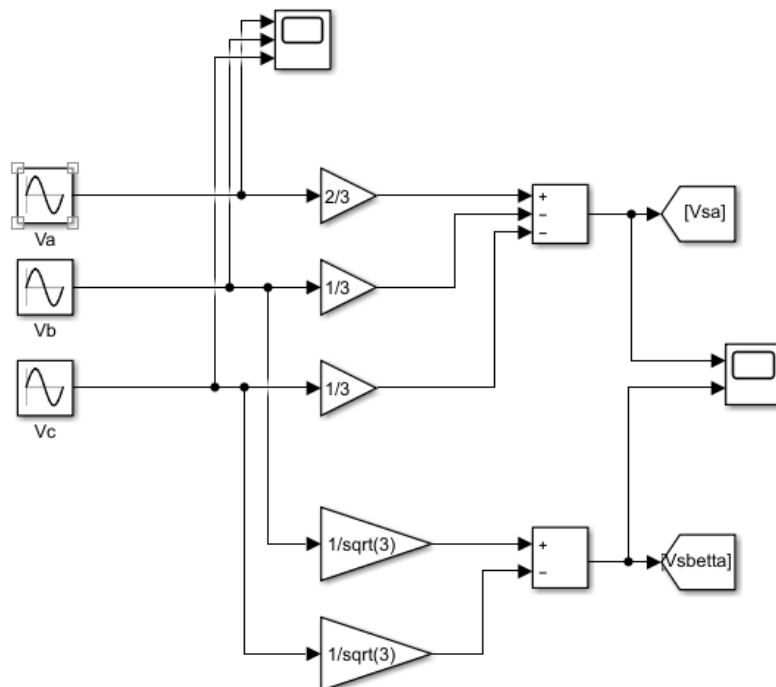 Va
2/3
+
−
−
[Vsa]
Vb
1/3
Vc
1/3
1/sqrt(3)
+
−
[Vsbetta]
1/sqrt(3)